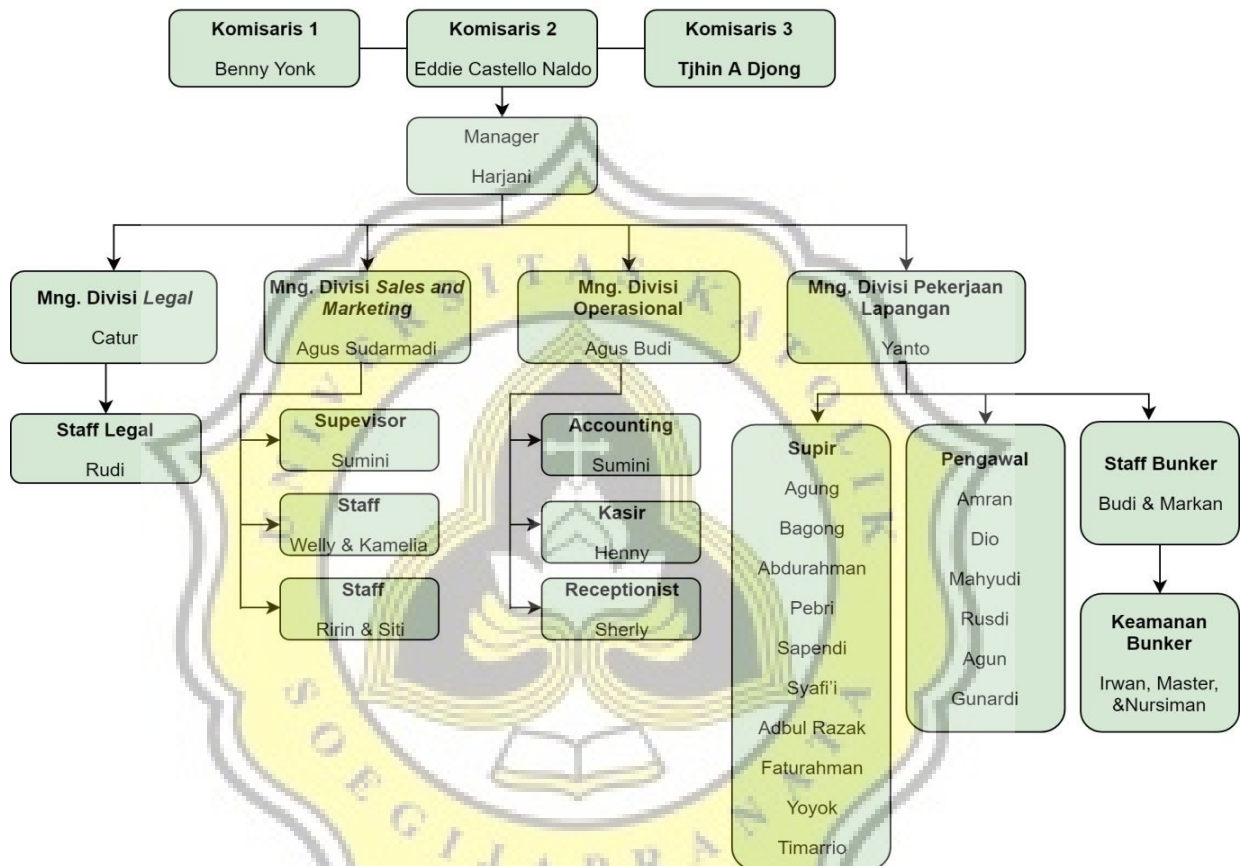 Komisaris 1
Benny Yonk
Komisaris 2
Eddie Castello Naldo
Komisaris 3
Tjhin A Djong
Manager
Harjani
Mng. Divisi Legal
Catur
Mng. Divisi Sales and
Marketing
Agus Sudarmadi
Mng. Divisi
Operasional
Agus Budi
Mng. Divisi Pekerjaan
Lapangan
Yanto
Staff Legal
Rudi
Supevisor
Sumini
Staff
Welly & Kamelia
Staff
Ririn & Siti
Accounting
Sumini
Kasir
Henny
Receptionist
Sherly
Supir
Agung
Bagong
Abdurahman
Pebri
Sapendi
Syafi'i
Adbul Razak
Faturahman
Yoyok
Timarrio
Pengawal
Amran
Dio
Mahyudi
Rusdi
Agun
Gunardi
Staff Bunker
Budi & Markan
Keamanan
Bunker
Irwan, Master,
&Nursiman
UNIVERSITAS KATOLIK
SOEGIJAPRANATA